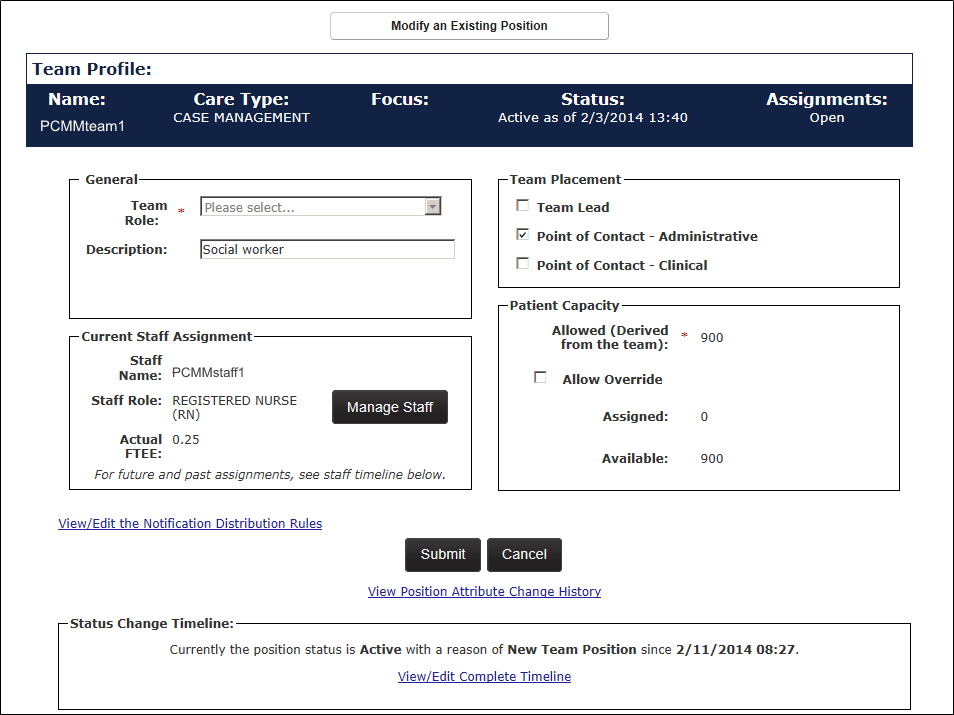 Modify an Existing Position
Team Profile:
Name: Care Type: Focus: Status: Assignments:
PCMMteam1 CASE MANAGEMENT Active as of 2/3/2014 13:40 Open
General
Team Role: * Please select...
Description: Social worker
Team Placement
Team Lead
Point of Contact - Administrative
Point of Contact - Clinical
Current Staff Assignment
Staff
Name: PCMMstaff1
Staff Role: REGISTERED NURSE
(RN)
Manage Staff
Actual 0.25
FTEE:
For future and past assignments, see staff timeline below.
Patient Capacity
Allowed (Derived
from the team): * 900
Allow Override
Assigned: 0
Available: 900
View/Edit the Notification Distribution Rules
Submit Cancel
View Position Attribute Change History
Status Change Timeline:
Currently the position status is Active with a reason of New Team Position since 2/11/2014 08:27.
View/Edit Complete Timeline